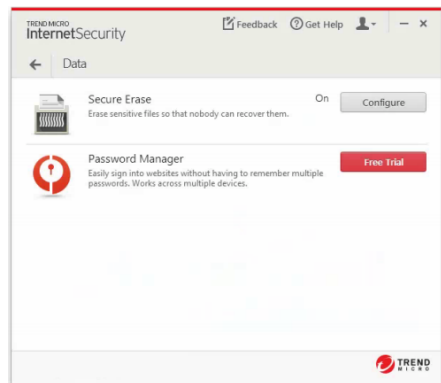 TREND MICRO
InternetSecurity
Feedback
Get Help
Data
Secure Erase
On
Configure
Erase sensitive files so that nobody can recover them.
Password Manager
Free Trial
Easily sign into websites without having to remember multiple
passwords. Works across multiple devices.
TREND
MICRO